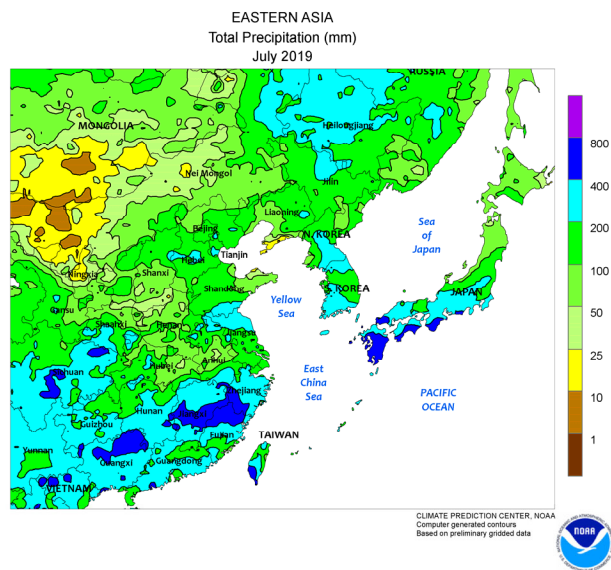 EASTERN ASIA
Total Precipitation (mm)
July 2019
RUSSIA
MONGOLIA
Heilongjiang
Nei Mongol
Jilin
Liaoning
Beijing
N. KOREA
Sea
of
Japan
Hebei
Tianjin
Ningxia
Shanxi
Shandong
S. KOREA
JAPAN
Yellow
Sea
Gansu
Shaanxi
Henan
Jiangsu
Hubei
Anhui
Sichuan
East
China
Sea
Zhejiang
PACIFIC
OCEAN
Hunan
Jiangxi
Guizhou
Fujian
TAIWAN
Yunnan
Guangxi
Guangdong
VIETNAM
800
400
200
100
50
25
10
1
CLIMATE PREDICTION CENTER, NOAA
Computer generated contours
Based on preliminary gridded data
NOAA